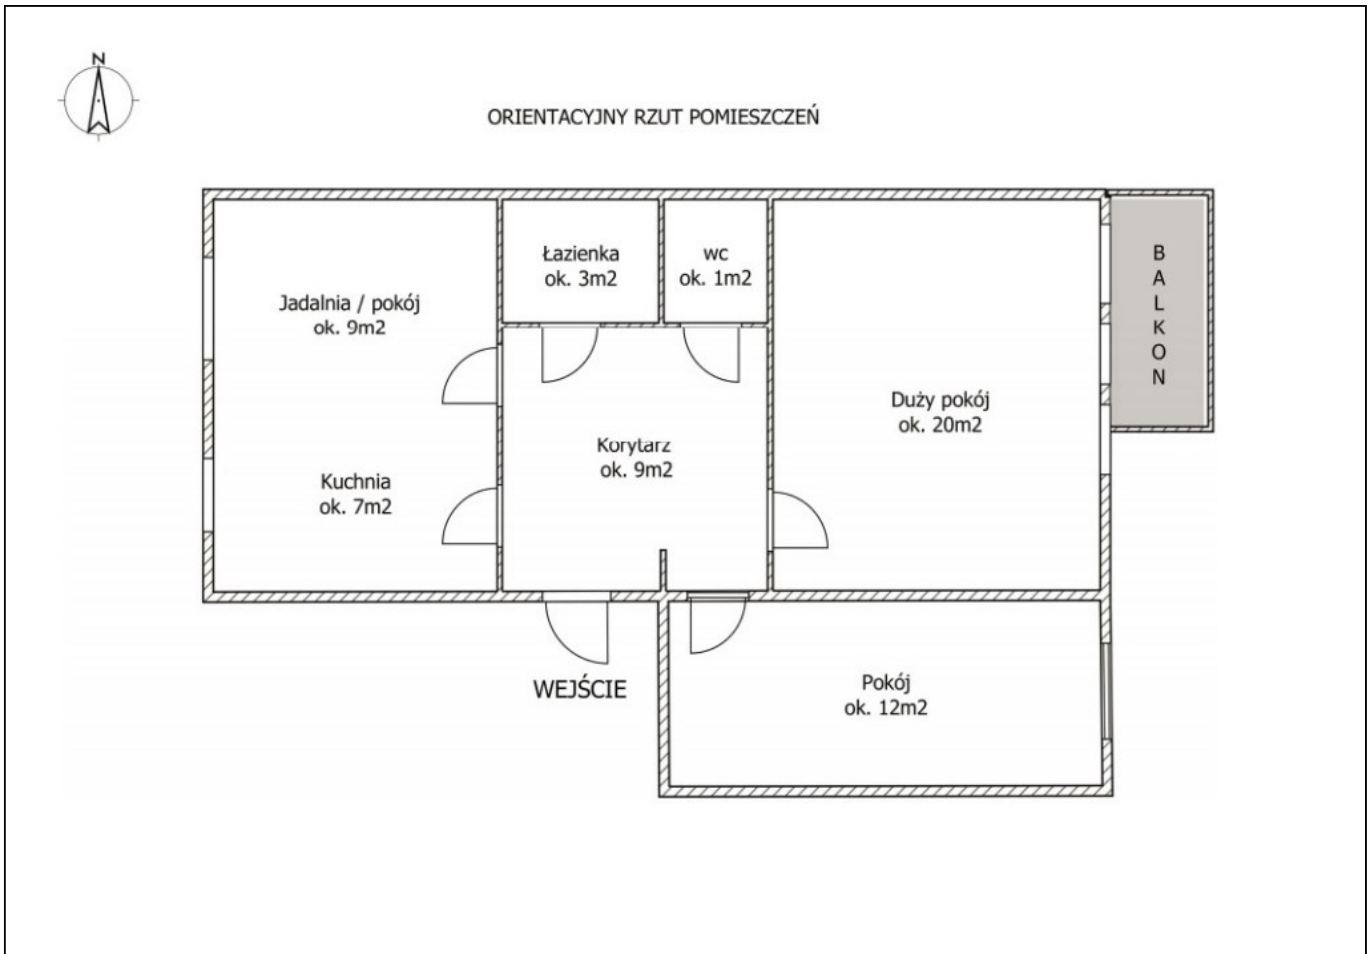 N
ORIENTACYJNY RZUT POMIESZCZEŃ
Łazienka
ok. 3m2
wc
ok. 1m2
BALKON
Jadalnia / pokój
ok. 9m2
Duży pokój
ok. 20m2
Korytarz
ok. 9m2
Kuchnia
ok. 7m2
WEJŚCIE
Pokój
ok. 12m2